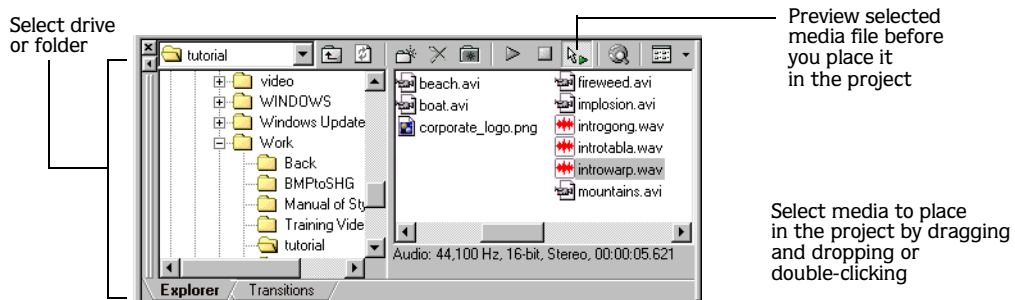 Select drive
or folder
Preview selected
media file before
you place it
in the project
tutorial
video
WINDOWS
Windows Update
Work
Back
BMPtoSHG
Manual of Sty
Training Vide
tutorial
beach.avi
boat.avi
corporate_logo.png
fireweed.avi
implosion.avi
introgong.wav
introtabla.wav
introwarp.wav
mountains.avi
Audio: 44,100 Hz, 16-bit, Stereo, 00:00:05.621
Explorer
Transitions
Select media to place
in the project by dragging
and dropping or
double-clicking